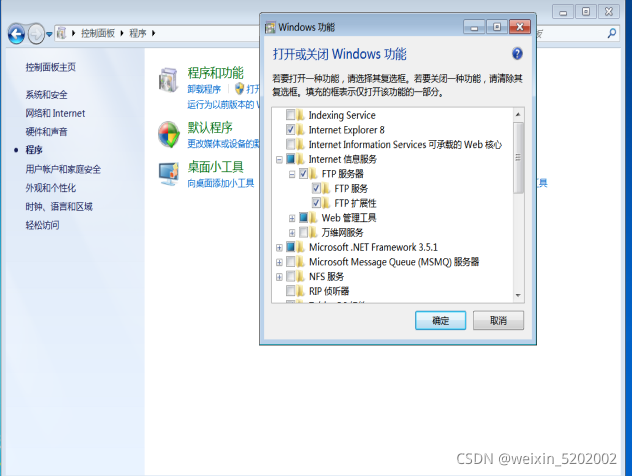 控制面板 ▸ 程序 ▸
控制面板主页
系统和安全
网络和 Internet
硬件和声音
程序
用户帐户和家庭安全
外观和个性化
时钟、语言和区域
轻松访问
程序和功能
卸载程序
打开
运行为以前版本的
默认程序
更改媒体或设备的
桌面小工具
向桌面添加小工具
Windows 功能
打开或关闭 Windows 功能
若要打开一种功能，请选择其复选框。若要关闭一种功能，请清除其
复选框。填充的框表示仅打开该功能的一部分。
Indexing Service
Internet Explorer 8
Internet Information Services 可承载的 Web 核心
Internet 信息服务
FTP 服务器
FTP 服务
FTP 扩展性
Web 管理工具
万维网服务
Microsoft .NET Framework 3.5.1
Microsoft Message Queue (MSMQ) 服务器
NFS 服务
RIP 侦听器
确定
取消
工具
CSDN @weixin_5202002